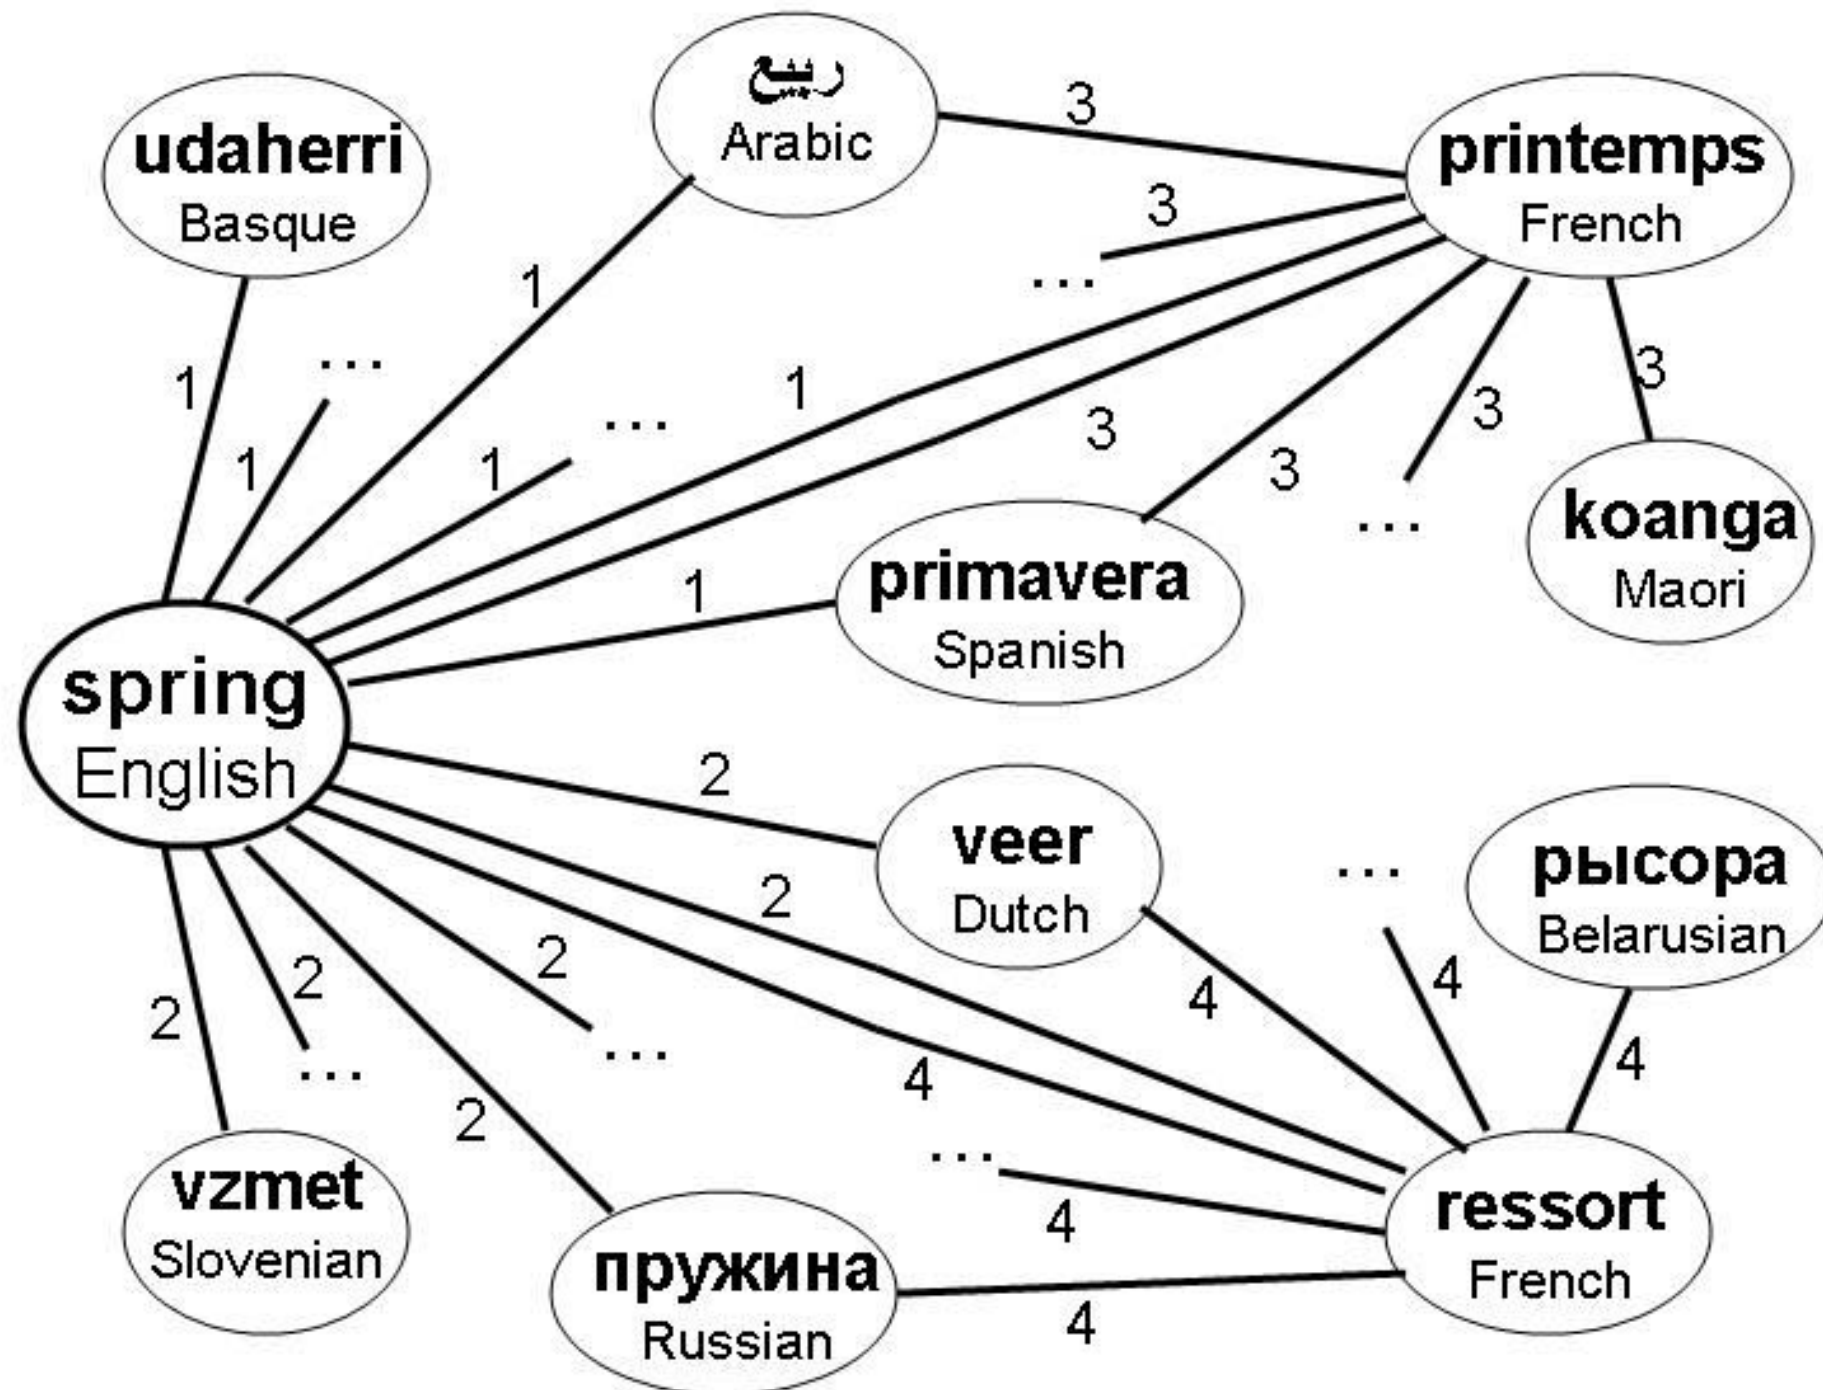 ربيع
Arabic
3
printemps
French
udaherri
Basque
3
...
1
3
koanga
Maori
...
1
1
...
1
1
3
3
3
...
primavera
Spanish
1
spring
English
2
veer
Dutch
...
рысора
Belarusian
2
2
2
2
...
...
4
4
4
4
2
...
4
vzmet
Slovenian
пружина
Russian
4
ressort
French